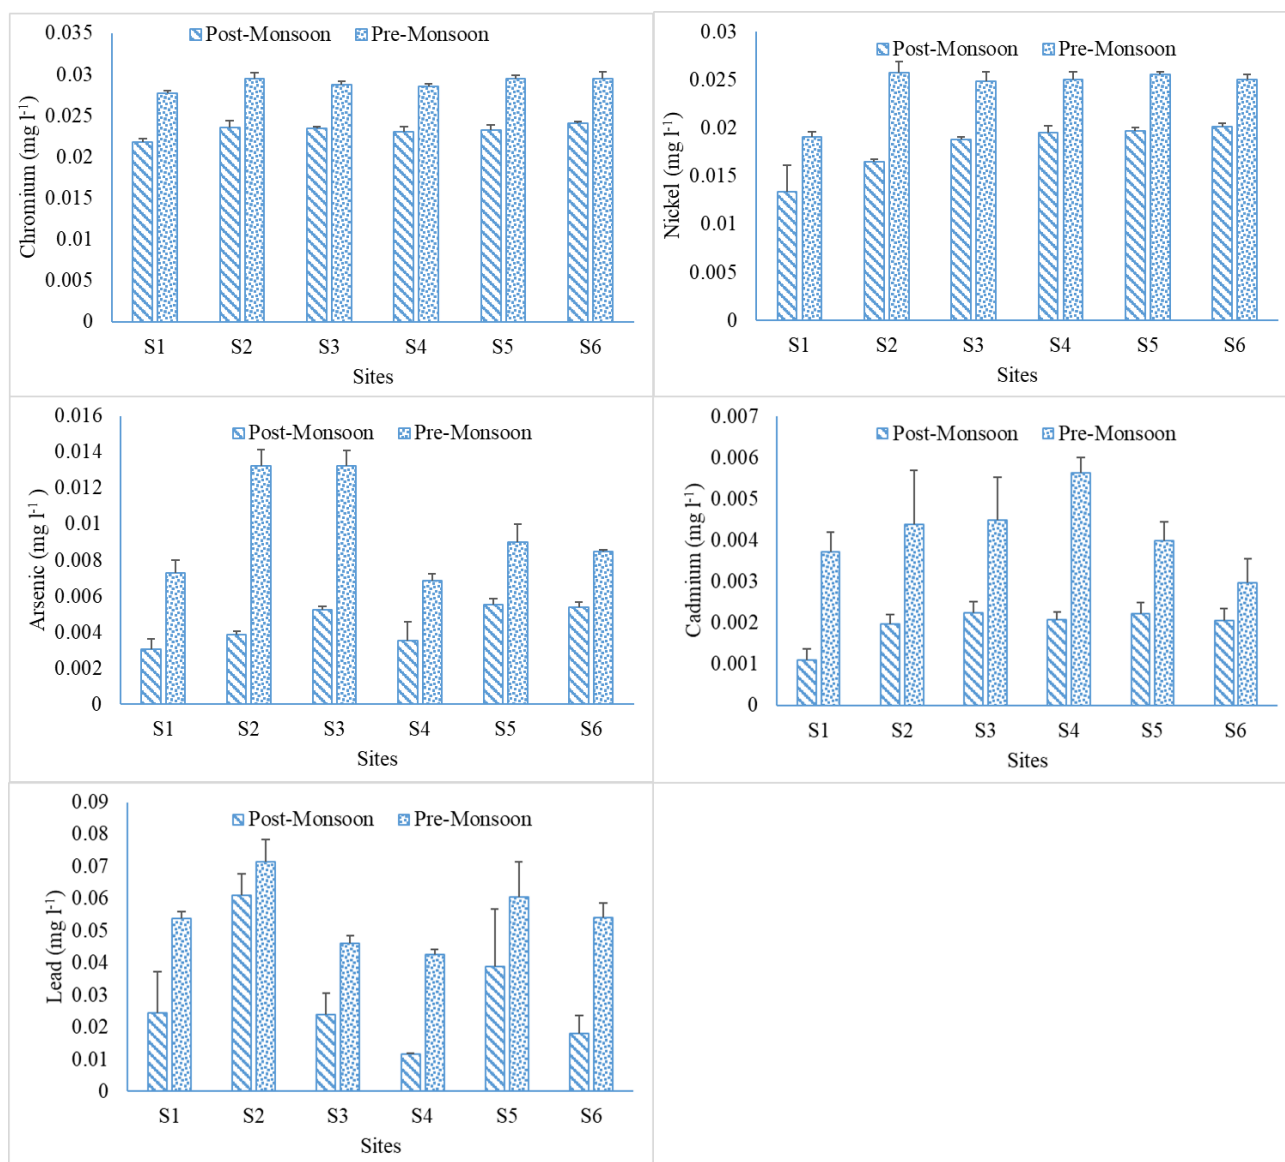 Post-Monsoon Pre-Monsoon
Chromium (mg l⁻¹)
0.035
0.03
0.025
0.02
0.015
0.01
0.005
0
S1 S2 S3 S4 S5 S6
Sites
Post-Monsoon Pre-Monsoon
Nickel (mg l⁻¹)
0.03
0.025
0.02
0.015
0.01
0.005
0
S1 S2 S3 S4 S5 S6
Sites
Post-Monsoon Pre-Monsoon
Arsenic (mg l⁻¹ )
0.016
0.014
0.012
0.01
0.008
0.006
0.004
0.002
0
S1 S2 S3 S4 S5 S6
Sites
Post-Monsoon Pre-Monsoon
Cadmium (mg l⁻¹)
0.007
0.006
0.005
0.004
0.003
0.002
0.001
0
S1 S2 S3 S4 S5 S6
Sites
Post-Monsoon Pre-Monsoon
Lead (mg l⁻¹)
0.09
0.08
0.07
0.06
0.05
0.04
0.03
0.02
0.01
0
S1 S2 S3 S4 S5 S6
Sites